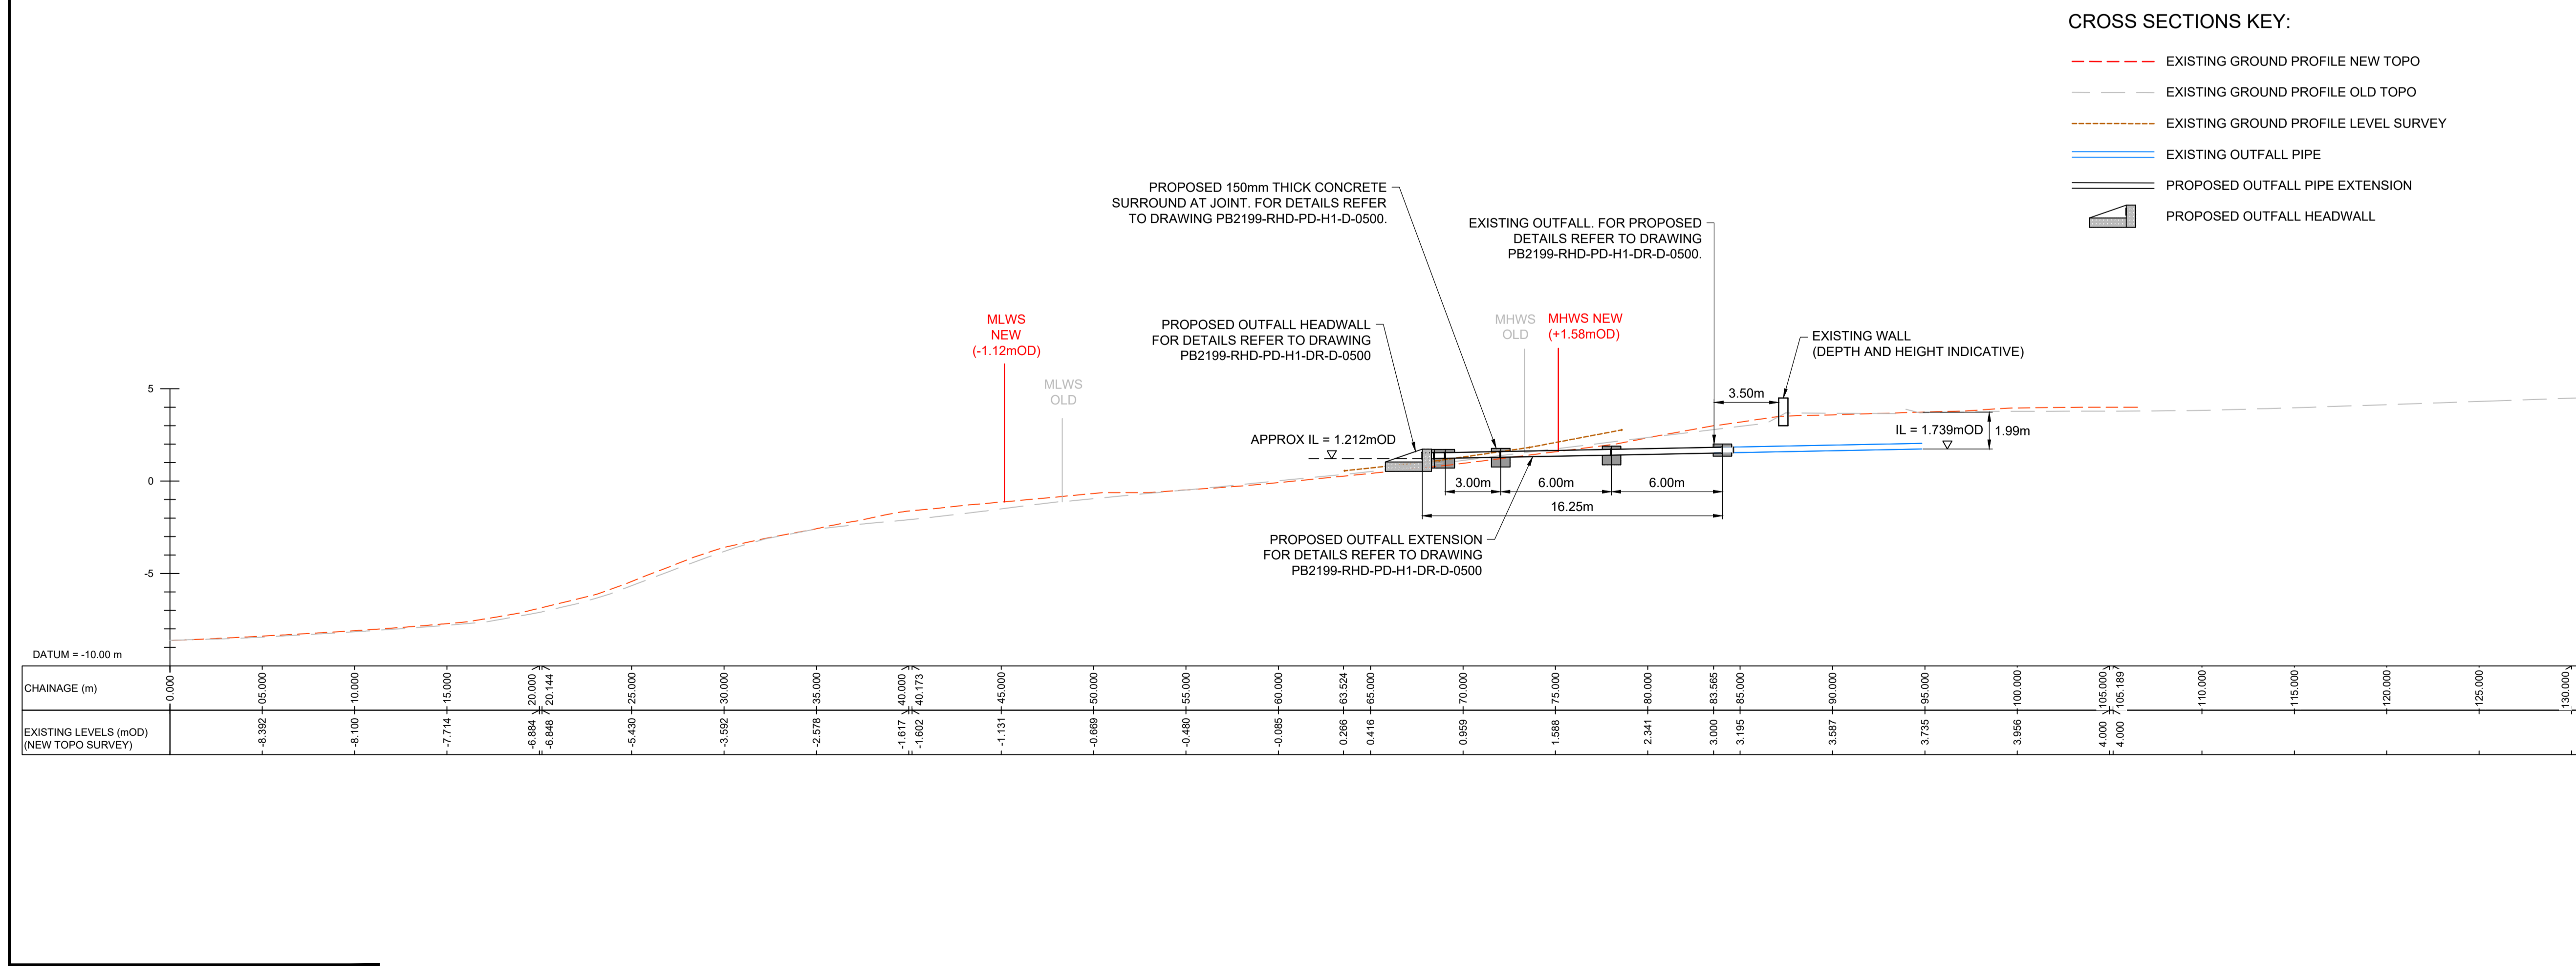 CROSS SECTIONS KEY:
EXISTING GROUND PROFILE NEW TOPO
EXISTING GROUND PROFILE OLD TOPO
EXISTING GROUND PROFILE LEVEL SURVEY
EXISTING OUTFALL PIPE
PROPOSED OUTFALL PIPE EXTENSION
PROPOSED OUTFALL HEADWALL
PROPOSED 150mm THICK CONCRETE
SURROUND AT JOINT. FOR DETAILS REFER
TO DRAWING PB2199-RHD-PD-H1-D-0500.
EXISTING OUTFALL. FOR PROPOSED
DETAILS REFER TO DRAWING
PB2199-RHD-PD-H1-DR-D-0500.
MLWS
NEW
(-1.12mOD)
MLWS
OLD
PROPOSED OUTFALL HEADWALL
FOR DETAILS REFER TO DRAWING
PB2199-RHD-PD-H1-DR-D-0500
MHWS
OLD
MHWS NEW
(+1.58mOD)
EXISTING WALL
(DEPTH AND HEIGHT INDICATIVE)
3.50m
APPROX IL = 1.212mOD
IL = 1.739mOD
1.99m
3.00m
6.00m
6.00m
16.25m
PROPOSED OUTFALL EXTENSION
FOR DETAILS REFER TO DRAWING
PB2199-RHD-PD-H1-DR-D-0500
5
0
-5
DATUM = -10.00 m
CHAINAGE (m)
0.000
05.000
10.000
15.000
20.000
20.144
25.000
30.000
35.000
40.000
40.173
45.000
50.000
55.000
60.000
63.524
65.000
70.000
75.000
80.000
83.565
85.000
90.000
95.000
100.000
105.000
105.189
110.000
115.000
120.000
125.000
130.000
EXISTING LEVELS (mOD)
(NEW TOPO SURVEY)
-8.392
-8.100
-7.714
-6.884
-6.848
-5.430
-3.592
-2.578
-1.617
-1.602
-1.131
-0.669
-0.480
-0.085
0.266
0.416
0.959
1.588
2.341
3.000
3.195
3.587
3.735
3.956
4.000
4.000